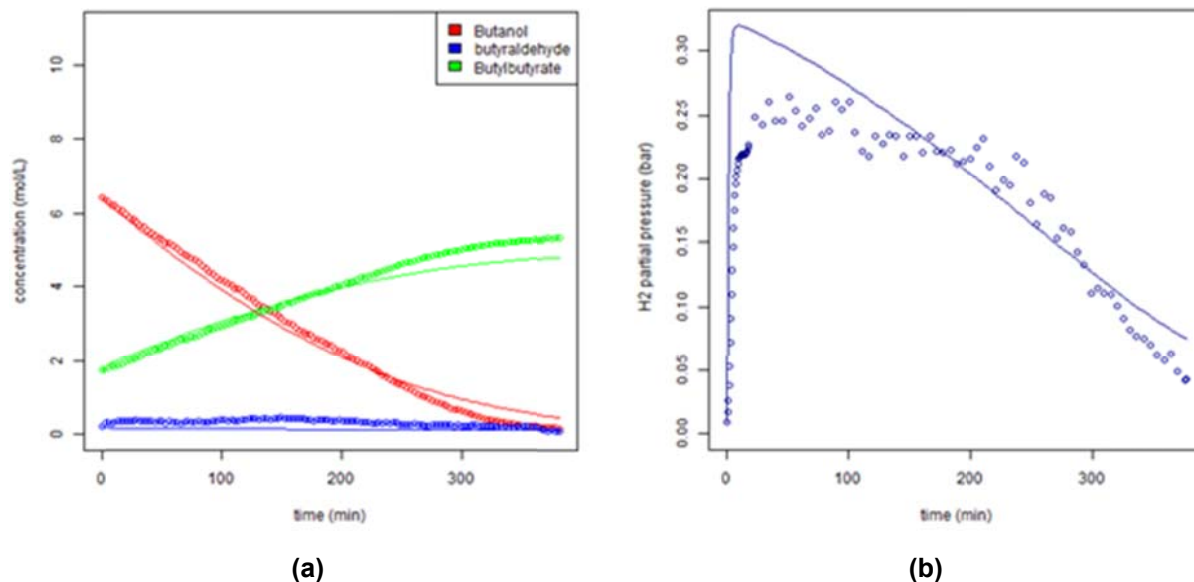 Butanol
butyraldehyde
Butylbutyrate
concentration (mol/L)
10
8
6
4
2
0
0 100 200 300
time (min)
(a)
H2 partial pressure (bar)
0.30
0.25
0.20
0.15
0.10
0.05
0.00
0 100 200 300
time (min)
(b)